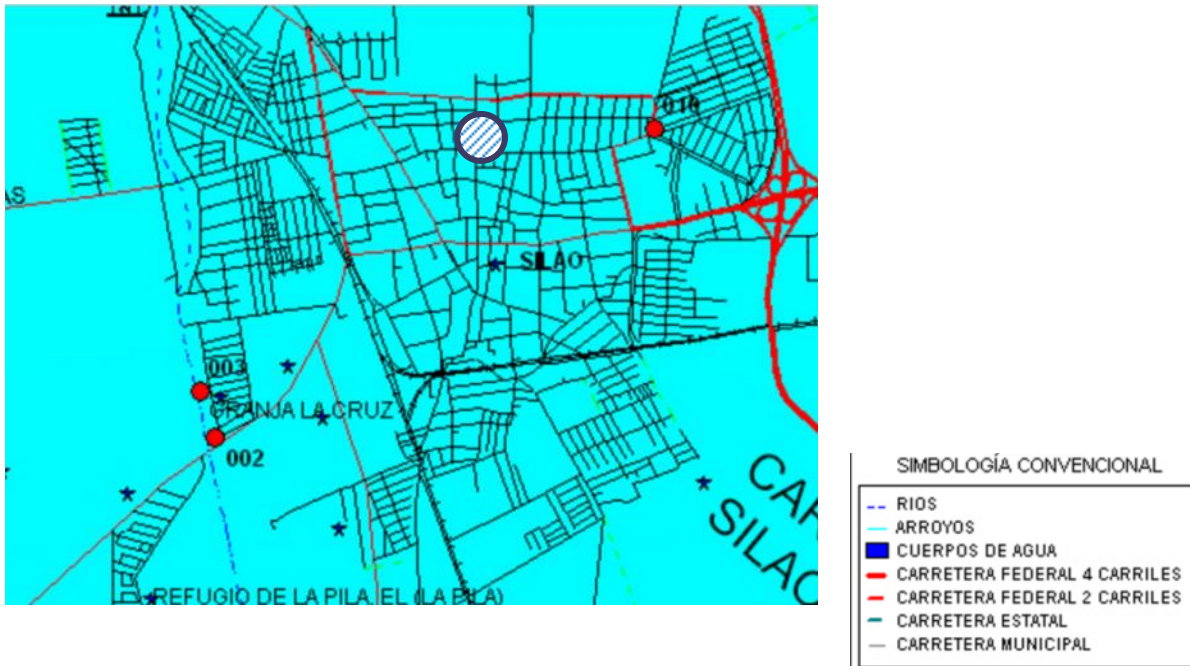 010
AS
SILAO
003
GRANJA LA CRUZ
002
SILAO
REFUGIO DE LA PILA, EL (LA PILA)
SIMBOLOGÍA CONVENCIONAL
RIOS
ARROYOS
CUERPOS DE AGUA
CARRETERA FEDERAL 4 CARRILES
CARRETERA FEDERAL 2 CARRILES
CARRETERA ESTATAL
CARRETERA MUNICIPAL